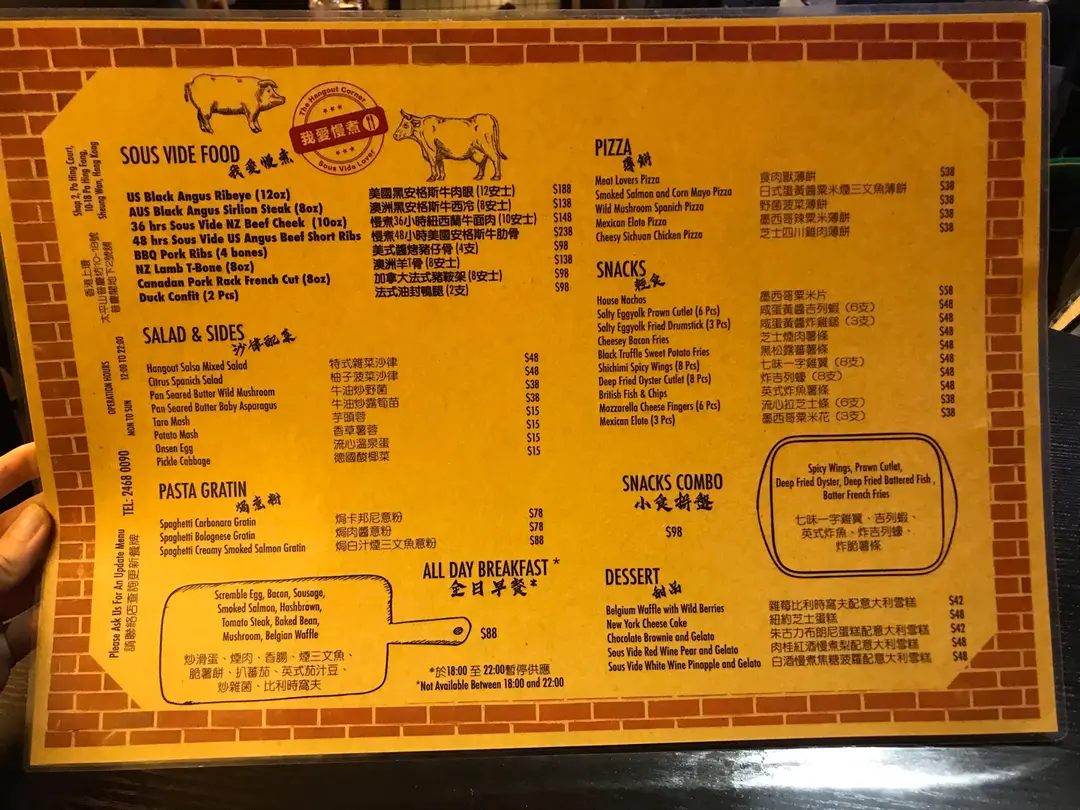 The Hangout Corner
我愛慢煮
Sous Vide Lover
Shop 2, Po Hing Court,
10-18 Po Hing Fong,
Sheung Wan, Hong Kong
香港上環
太平山普慶坊10-18號
普慶閣地下2號舖
OPERATION HOURS
MON TO SUN 12:00 TO 22:00
TEL: 2468 0090
Please Ask Us For An Update Menu
請聯絡店查詢更新餐牌
SOUS VIDE FOOD
我愛慢煮
US Black Angus Ribeye (12oz) 美國黑安格斯牛肉眼 (12安士) $188
AUS Black Angus Sirlion Steak (8oz) 澳洲黑安格斯牛西冷 (8安士) $138
36 hrs Sous Vide NZ Beef Cheek (10oz) 慢煮36小時紐西蘭牛面肉 (10安士) $148
48 hrs Sous Vide US Angus Beef Short Ribs 慢煮48小時美國安格斯牛肋骨 $238
BBQ Pork Ribs (4 bones) 美式醬烤豬仔骨 (4支) $98
NZ Lamb T-Bone (8oz) 澳洲羊T骨 (8安士) $138
Canadan Pork Rack French Cut (8oz) 加拿大法式豬鞍架 (8安士) $98
Duck Confit (2 Pcs) 法式油封鴨腿 (2支) $98
SALAD & SIDES
沙律配菜
Hangout Salsa Mixed Salad 特式雜菜沙律 $48
Citrus Spanich Salad 柚子菠菜沙律 $48
Pan Seared Butter Wild Mushroom 牛油炒野菌 $38
Pan Seared Butter Baby Asparagus 牛油炒露筍苗 $38
Taro Mash 芋頭蓉 $15
Potato Mash 香草薯蓉 $15
Onsen Egg 流心溫泉蛋 $15
Pickle Cabbage 德國酸椰菜 $15
PASTA GRATIN
焗意粉
Spaghetti Carbonara Gratin 焗卡邦尼意粉 $78
Spaghetti Bolognese Gratin 焗肉醬意粉 $78
Spaghetti Creamy Smoked Salmon Gratin 焗白汁煙三文魚意粉 $88
ALL DAY BREAKFAST *
全日早餐*
Scremble Egg, Bacon, Sausage,
Smoked Salmon, Hashbrown,
Tomato Steak, Baked Bean,
Mushroom, Belgian Waffle
炒滑蛋、煙肉、香腸、煙三文魚、
脆薯餅、扒番茄、英式茄汁豆、
炒雜菌、比利時窩夫
$88
*於18:00 至 22:00暫停供應
*Not Available Between 18:00 and 22:00
PIZZA
薄餅
Meat Lovers Pizza 食肉獸薄餅 $38
Smoked Salmon and Corn Mayo Pizza 日式蛋黃醬粟米煙三文魚薄餅 $38
Wild Mushroom Spanich Pizza 野菌菠菜薄餅 $38
Mexican Elote Pizza 墨西哥辣粟米薄餅 $38
Cheesy Sichuan Chicken Pizza 芝士四川雞肉薄餅 $38
SNACKS
輕食
House Nachos 墨西哥粟米片 $58
Salty Eggyolk Prawn Cutlet (6 Pcs) 咸蛋黃醬吉列蝦 (6支) $48
Salty Eggyolk Fried Drumstick (3 Pcs) 咸蛋黃醬炸雞鎚 (3支) $48
Cheesey Bacon Fries 芝士煙肉薯條 $48
Black Truffle Sweet Potato Fries 黑松露蕃薯條 $48
Shichimi Spicy Wings (8 Pcs) 七味一字雞翼 (8支) $48
Deep Fried Oyster Cutlet (8 Pcs) 炸吉列蠔 (8支) $48
British Fish & Chips 英式炸魚薯條 $48
Mozzarella Cheese Fingers (6 Pcs) 流心拉芝士條 (6支) $48
Mexican Elote (3 Pcs) 墨西哥粟米花 (3支) $38
SNACKS COMBO
小食拼盤
$98
Spicy Wings, Prawn Cutlet,
Deep Fried Oyster, Deep Fried Battered Fish ,
Batter French Fries
七味一字雞翼、吉列蝦、
英式炸魚、炸吉列蠔、
炸脆薯條
DESSERT
甜品
Belgium Waffle with Wild Berries 雜莓比利時窩夫配意大利雪糕 $42
New York Cheese Cake 紐約芝士蛋糕 $48
Chocolate Brownie and Gelato 朱古力布朗尼蛋糕配意大利雪糕 $42
Sous Vide Red Wine Pear and Gelato 肉桂紅酒慢煮梨配意大利雪糕 $48
Sous Vide White Wine Pinapple and Gelato 白酒慢煮焦糖菠蘿配意大利雪糕 $48